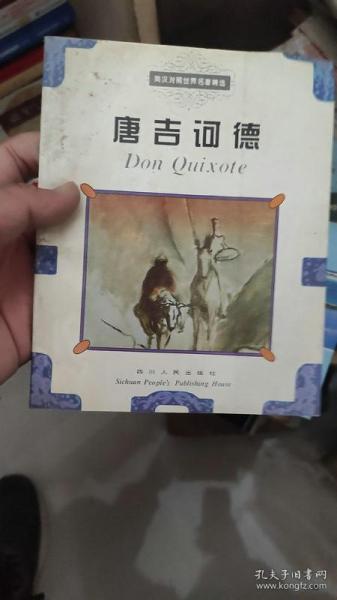 英汉对照世界名著精选
唐吉诃德
Don Quixote
四川人民出版社
Sichuan People's Publishing House
孔夫子旧书网
www.kongfz.com